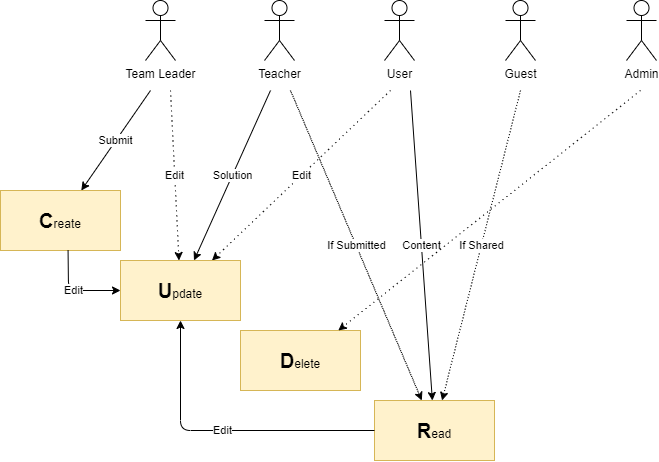 Team Leader
Teacher
User
Guest
Admin
Submit
Edit
Solution
Edit
Create
If Submitted
Content
If Shared
Edit
Update
Delete
Edit
Read